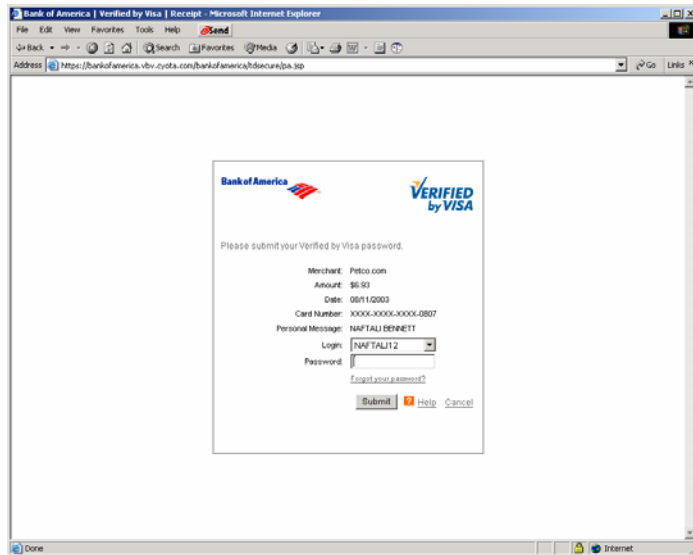 Bank of America | Verified by Visa | Receipt - Microsoft Internet Explorer
File Edit View Favorites Tools Help Send
Back Search Favorites Media
Address https://bankofamerica.vbv.cyota.com/bankofamerica/tdsecure/pa.jsp Go Links »
Bank of America
VERIFIED
by VISA
Please submit your Verified by Visa password.
Merchant: Petco.com
Amount: $6.93
Date: 08/11/2003
Card Number: XXXX-XXXX-XXXX-0807
Personal Message: NAFTALI BENNETT
Login: NAFTALI12
Password:
Forgot your password?
Submit ? Help Cancel
Done Internet